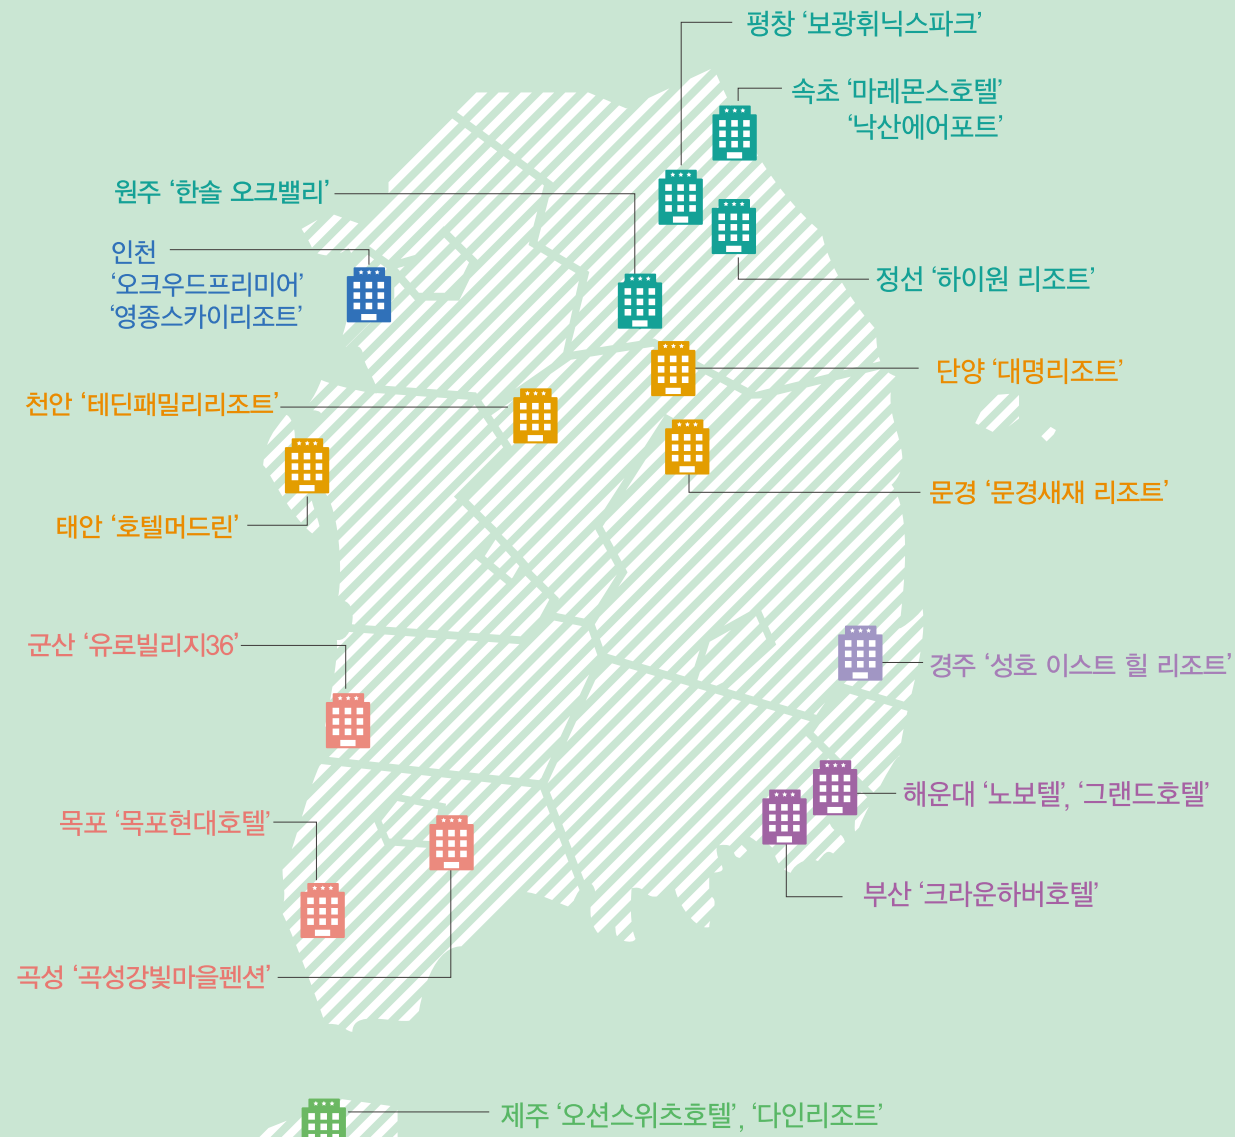 평창 ‘보광휘닉스파크’
속초 ‘마레몬스호텔’
‘낙산에어포트’
원주 ‘한솔 오크밸리’
인천
‘오크우드프리미어’
‘영종스카이리조트’
정선 ‘하이원 리조트’
단양 ‘대명리조트’
천안 ‘테딘패밀리리조트’
문경 ‘문경새재 리조트’
태안 ‘호텔머드린’
군산 ‘유로빌리지36’
경주 ‘성호 이스트 힐 리조트’
해운대 ‘노보텔’, ‘그랜드호텔’
목포 ‘목포현대호텔’
부산 ‘크라운하버호텔’
곡성 ‘곡성강빛마을펜션’
제주 ‘오션스위츠호텔’, ‘다인리조트’